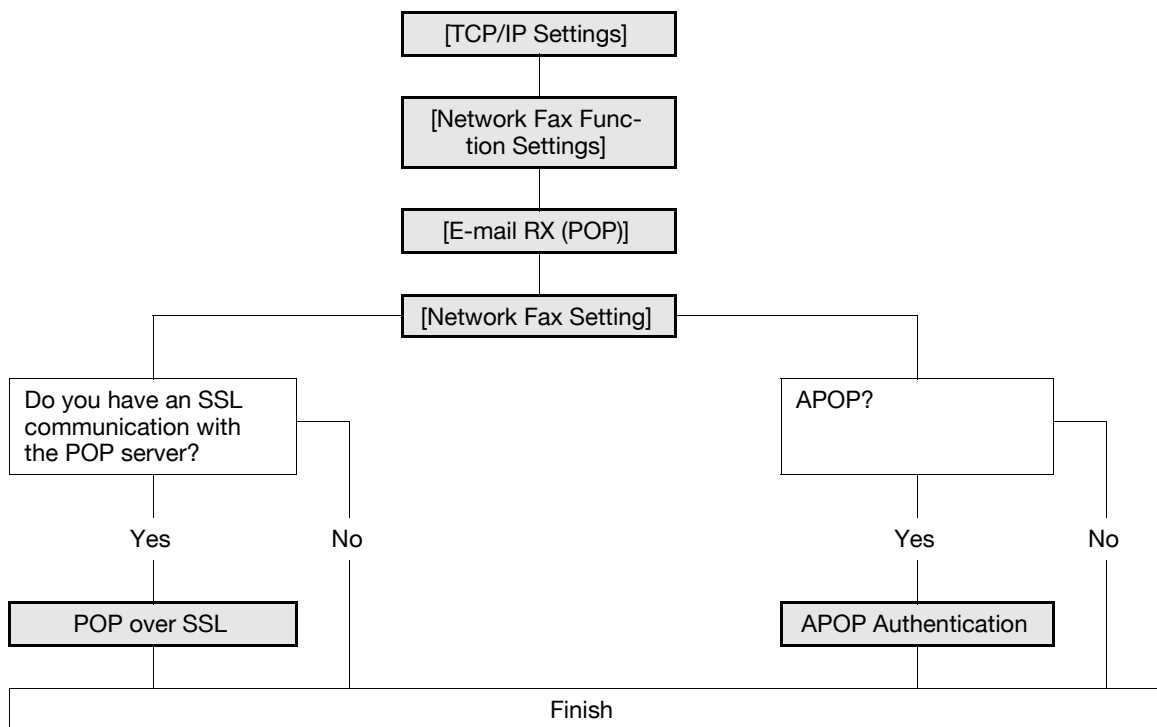 [TCP/IP Settings]
[Network Fax Func-
tion Settings]
[E-mail RX (POP)]
[Network Fax Setting]
Do you have an SSL
communication with
the POP server?
APOP?
Yes
No
Yes
No
POP over SSL
APOP Authentication
Finish